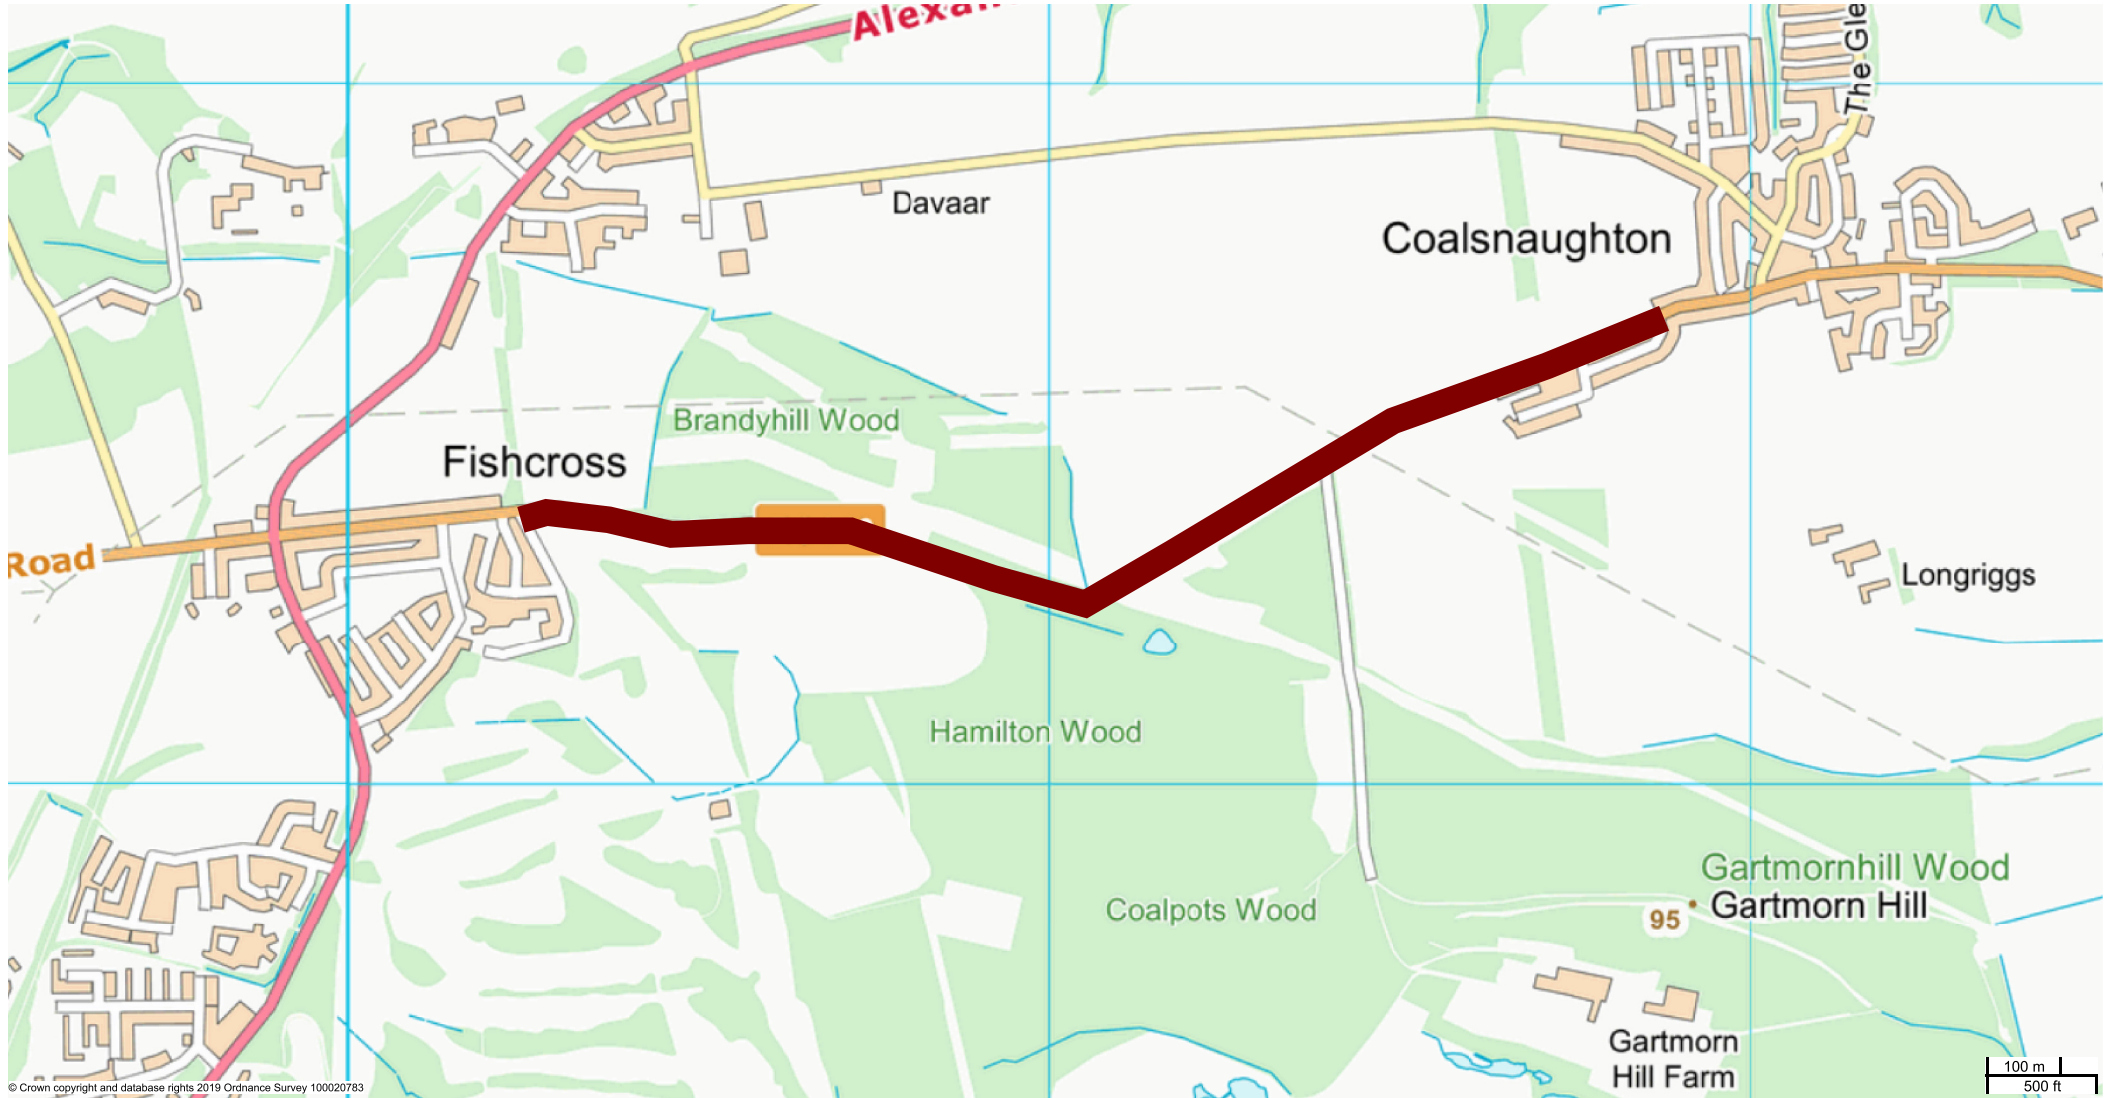 The Gle
Davaar
Coalsnaughton
Brandyhill Wood
Fishcross
Road
Longriggs
Hamilton Wood
Gartmornhill Wood
Coalpots Wood
95
Gartmorn Hill
Gartmorn
Hill Farm
100 m
500 ft
© Crown copyright and database rights 2019 Ordnance Survey 100020783